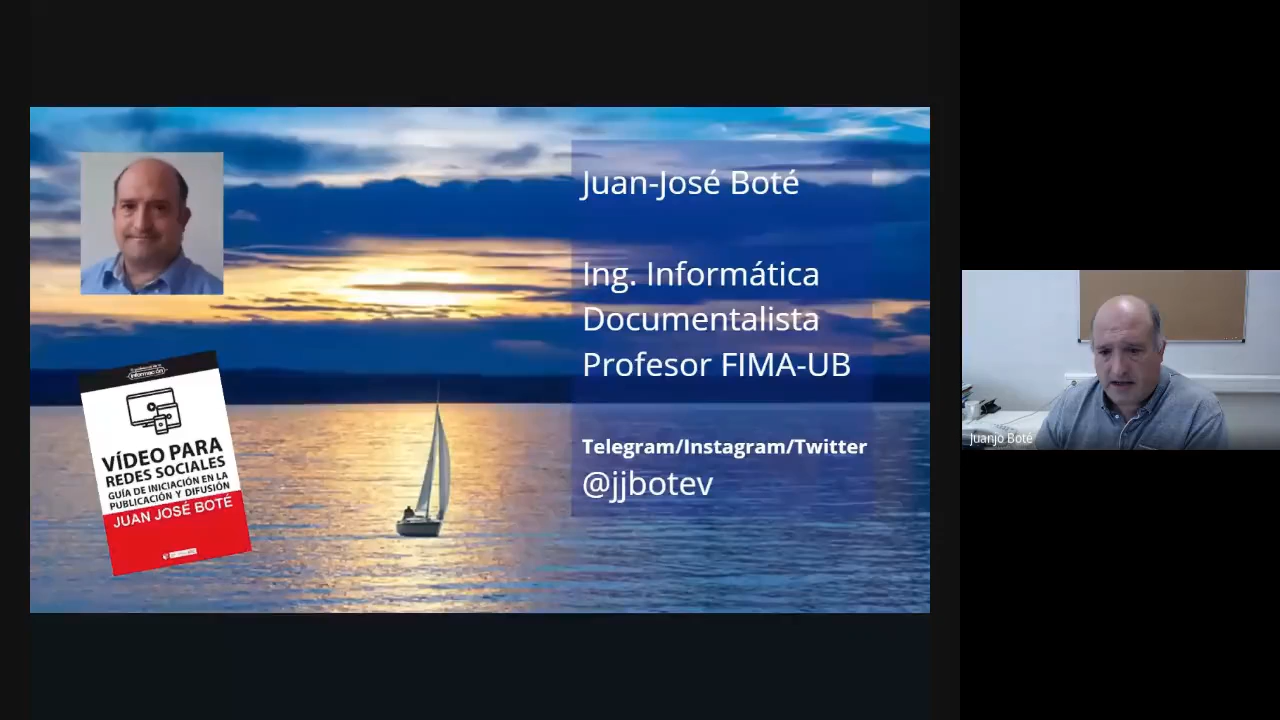 Juan-José Boté
Ing. Informática
Documentalista
Profesor FIMA-UB
Telegram/Instagram/Twitter
@jjbotev
información
VÍDEO PARA
REDES SOCIALES
GUÍA DE INICIACIÓN EN LA
PUBLICACIÓN Y DIFUSIÓN
JUAN JOSÉ BOTÉ
Juanjo Boté